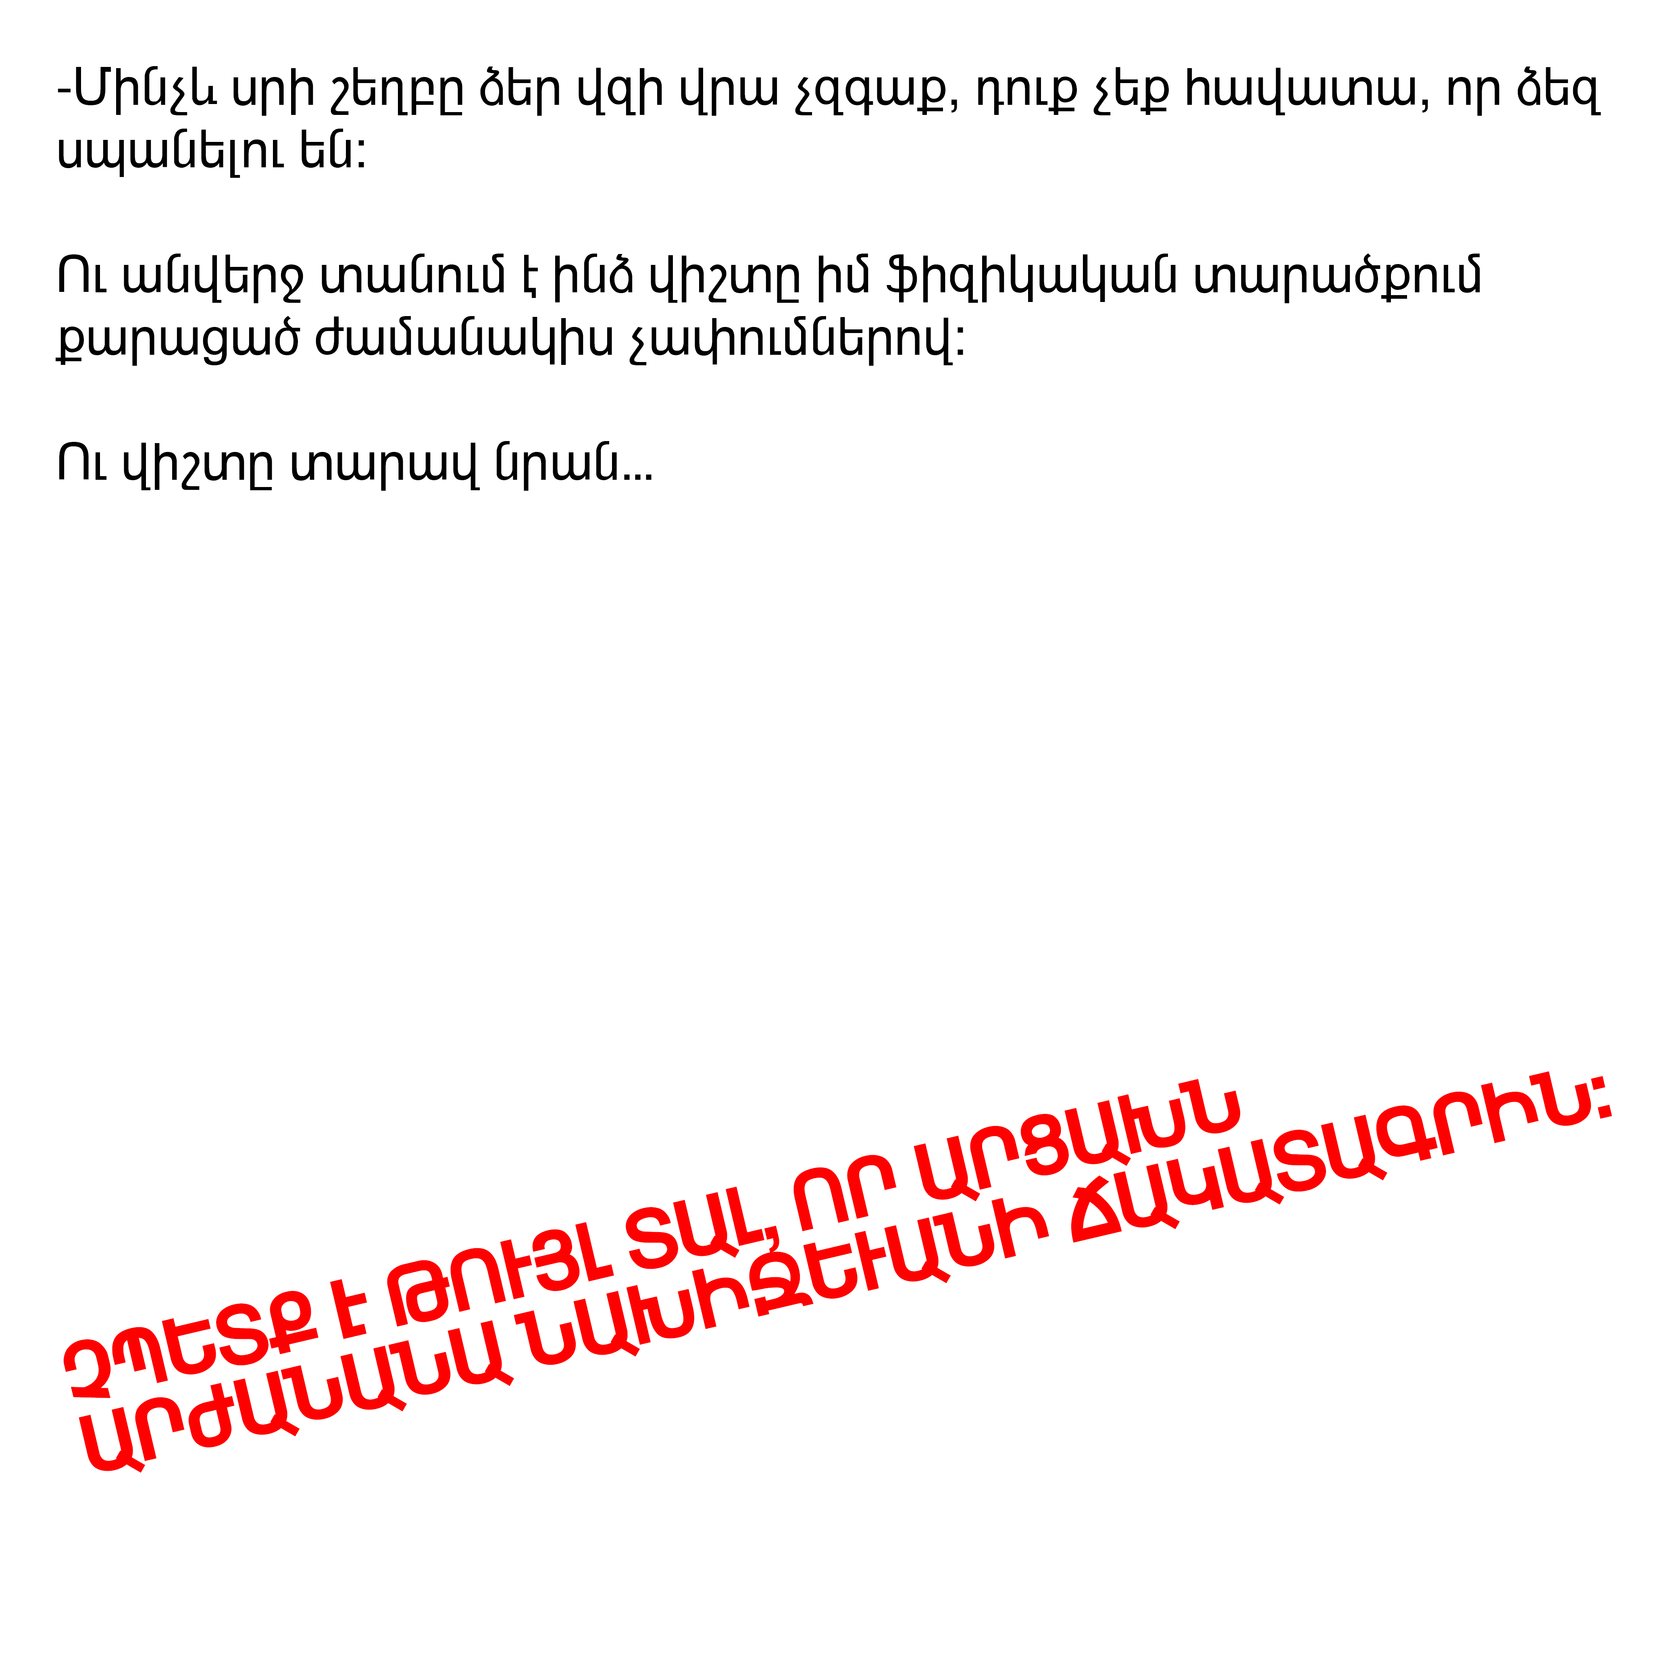 -Մինչև սրի շեղբը ձեր վզի վրա չզգաք, դուք չեք հավատա, որ ձեզ
սպանելու են:
Ու անվերջ տանում է ինձ վիշտը իմ ֆիզիկական տարածքում
քարացած ժամանակիս չափումներով:
Ու վիշտը տարավ նրան...
ՉՊԵՏՔ Է ԹՈՒՅԼ ՏԱԼ, ՈՐ ԱՐՑԱԽՆ
ԱՐԺԱՆԱՆԱ ՆԱԽԻՋԵՒԱՆԻ ՃԱԿԱՏԱԳՐԻՆ: